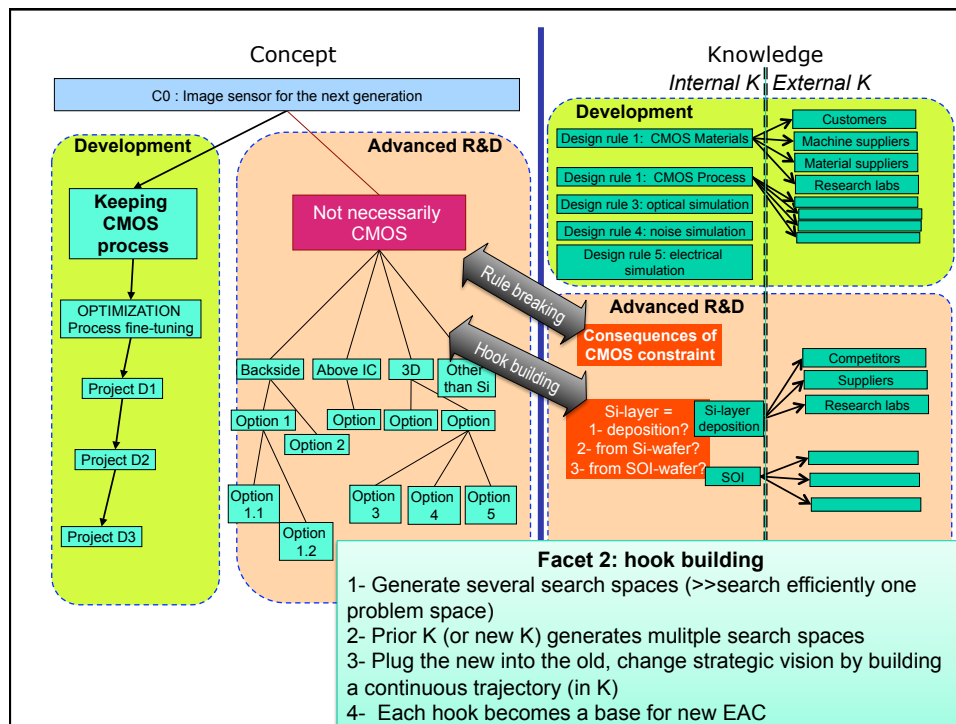 Concept
C0 : Image sensor for the next generation
Development
Keeping
CMOS
process
OPTIMIZATION
Process fine-tuning
Project D1
Project D2
Project D3
Advanced R&D
Not necessarily
CMOS
Backside
Above IC
3D
Other
than Si
Option 1
Option 2
Option
Option
Option
Option
1.1
Option
1.2
Option
3
Option
4
Option
5
Rule breaking
Hook building
Knowledge
Internal K
External K
Development
Design rule 1: CMOS Materials
Design rule 1: CMOS Process
Design rule 3: optical simulation
Design rule 4: noise simulation
Design rule 5: electrical
simulation
Customers
Machine suppliers
Material suppliers
Research labs
Advanced R&D
Consequences of
CMOS constraint
Si-layer =
1- deposition?
2- from Si-wafer?
3- from SOI-wafer?
Si-layer
deposition
SOI
Competitors
Suppliers
Research labs
Facet 2: hook building
1- Generate several search spaces (>>search efficiently one
problem space)
2- Prior K (or new K) generates mulitple search spaces
3- Plug the new into the old, change strategic vision by building
a continuous trajectory (in K)
4- Each hook becomes a base for new EAC